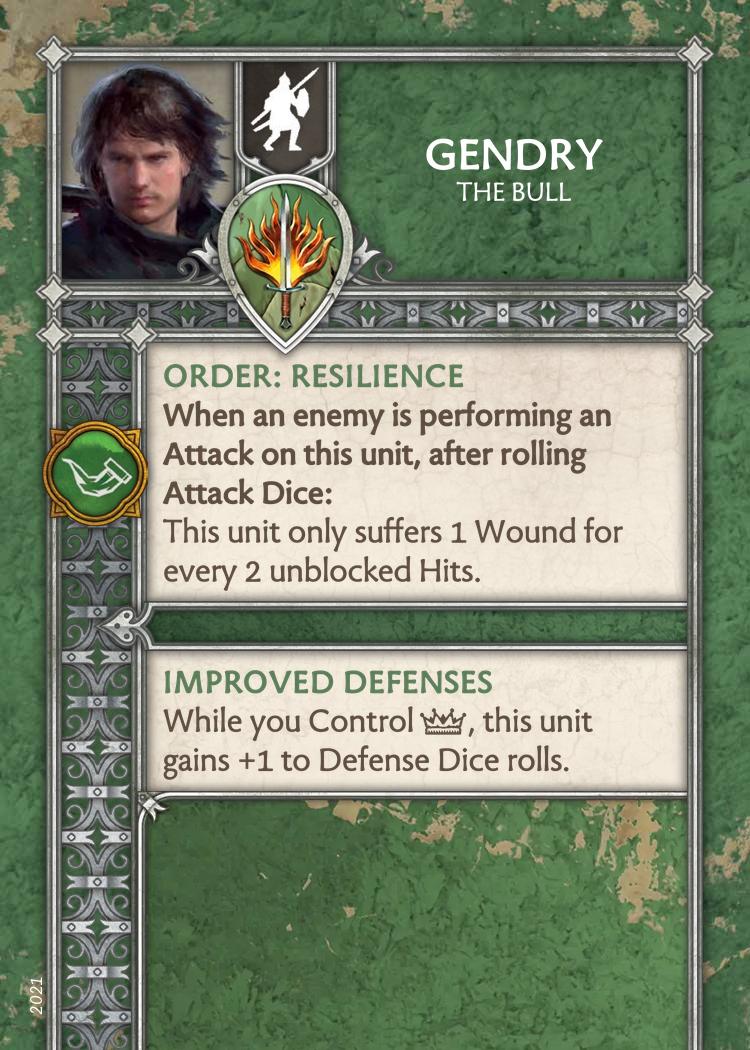 GENDRY
THE BULL
ORDER: RESILIENCE
When an enemy is performing an
Attack on this unit, after rolling
Attack Dice:
This unit only suffers 1 Wound for
every 2 unblocked Hits.
IMPROVED DEFENSES
While you Control , this unit
gains +1 to Defense Dice rolls.
2021